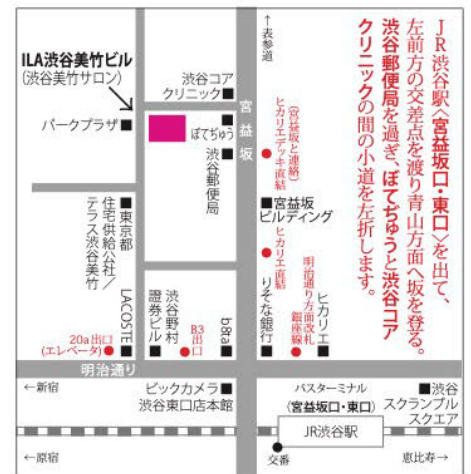 JR渋谷駅〈宮益坂口・東口〉を出て、
左前方の交差点を渡り青山方面へ坂を登る。
渋谷郵便局を過ぎ、ぼてぢゅうと渋谷コア
クリニックの間の小道を左折します。
←表参道
ILA渋谷美竹ビル
(渋谷美竹サロン)
渋谷コア
クリニック■
パークプラザ■
宮益坂
ぼてぢゅう
渋谷郵便局
ヒカリエデッキ直結
(宮益坂と連絡)
■宮益坂
ビルディング
ヒカリエ直結
■東京都
住宅供給公社/
テラス渋谷美竹
LACOSTE
渋谷野村
證券ビル
B3
出口
b8ta
りそな銀行
明治通り方面改札
銀座線
ヒカリエ
20a出口
(エレベータ)
明治通り
←新宿
ビックカメラ■
渋谷東口店本館
バスターミナル
(宮益坂口・東口)
■渋谷
スクランブル
スクエア
JR渋谷駅
←原宿
交番
恵比寿→